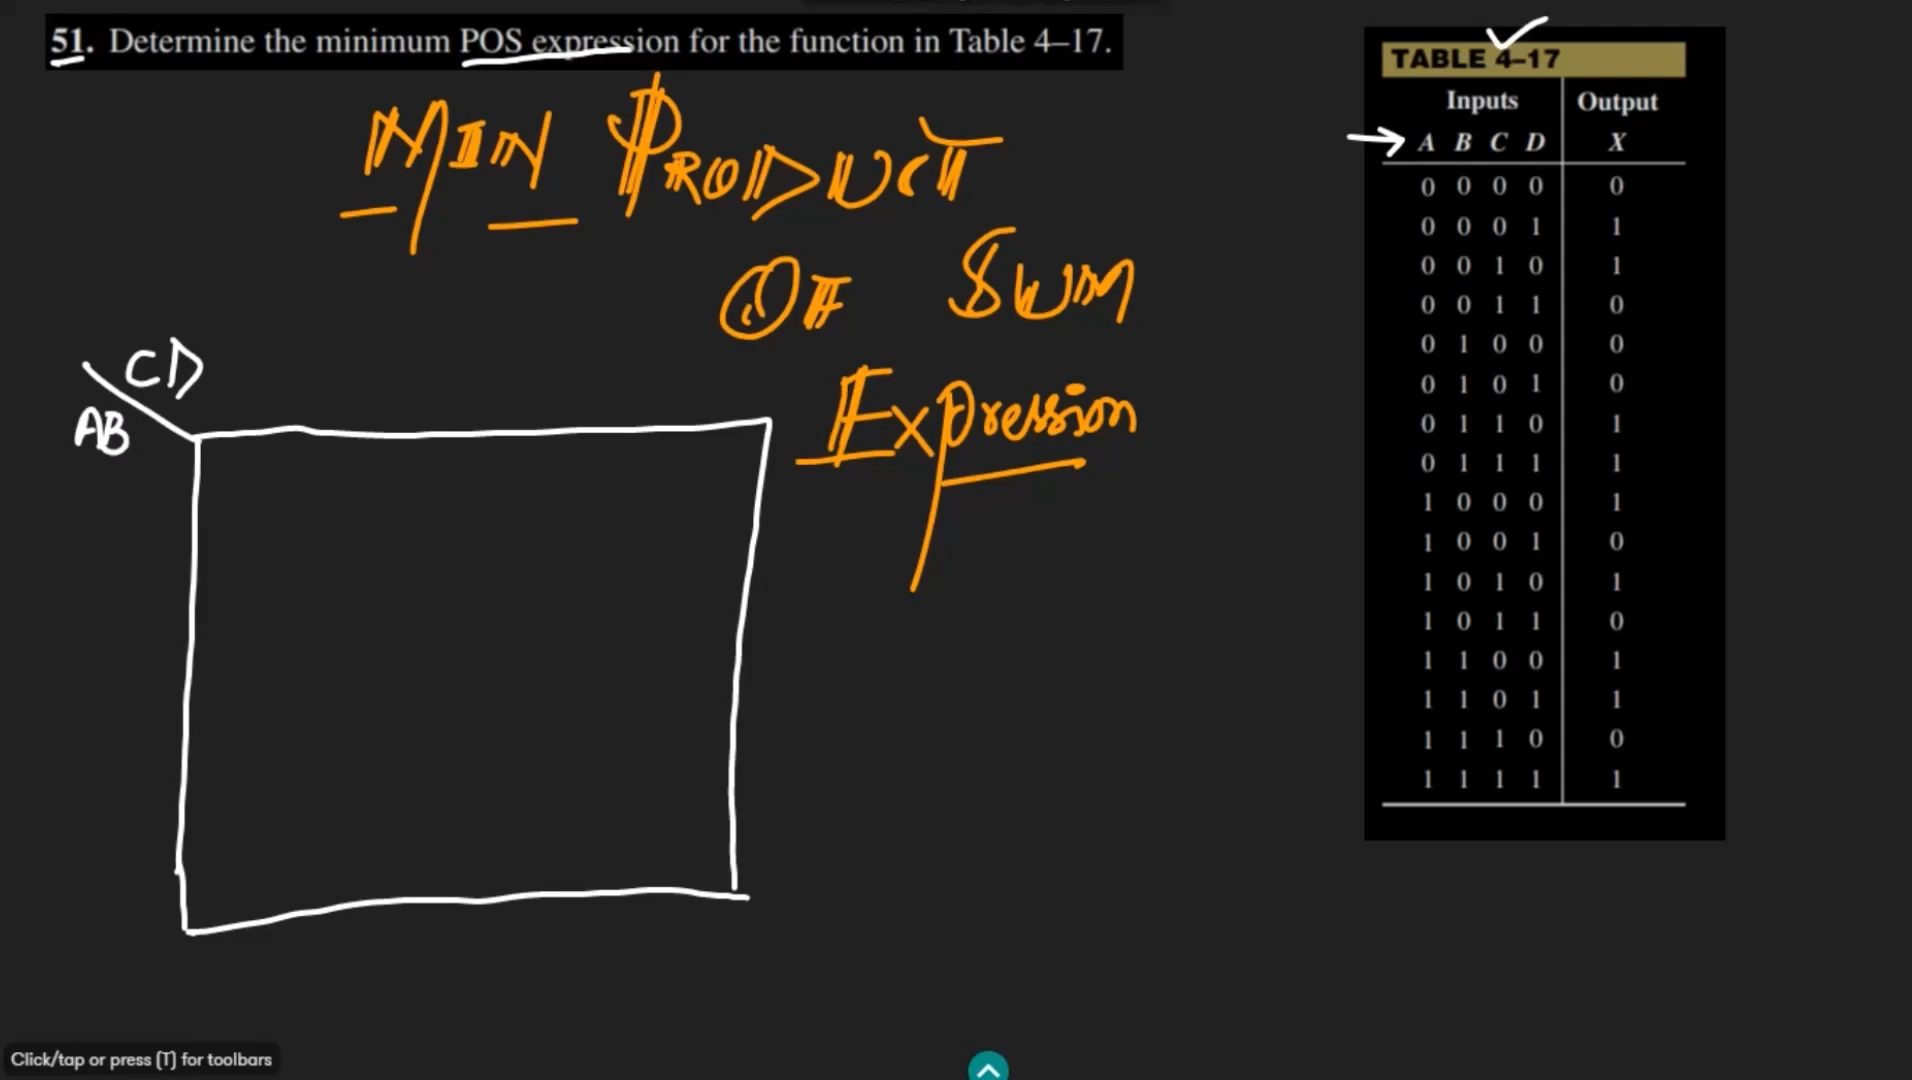 51. Determine the minimum POS expression for the function in Table 4–17.
MIN PRODUCT
OF SUM
Expression
CD
AB
TABLE 4–17
Inputs Output
A B C D X
0 0 0 0 0
0 0 0 1 1
0 0 1 0 1
0 0 1 1 0
0 1 0 0 0
0 1 0 1 0
0 1 1 0 1
0 1 1 1 1
1 0 0 0 1
1 0 0 1 0
1 0 1 0 1
1 0 1 1 0
1 1 0 0 1
1 1 0 1 1
1 1 1 0 0
1 1 1 1 1
Click/tap or press (T) for toolbars